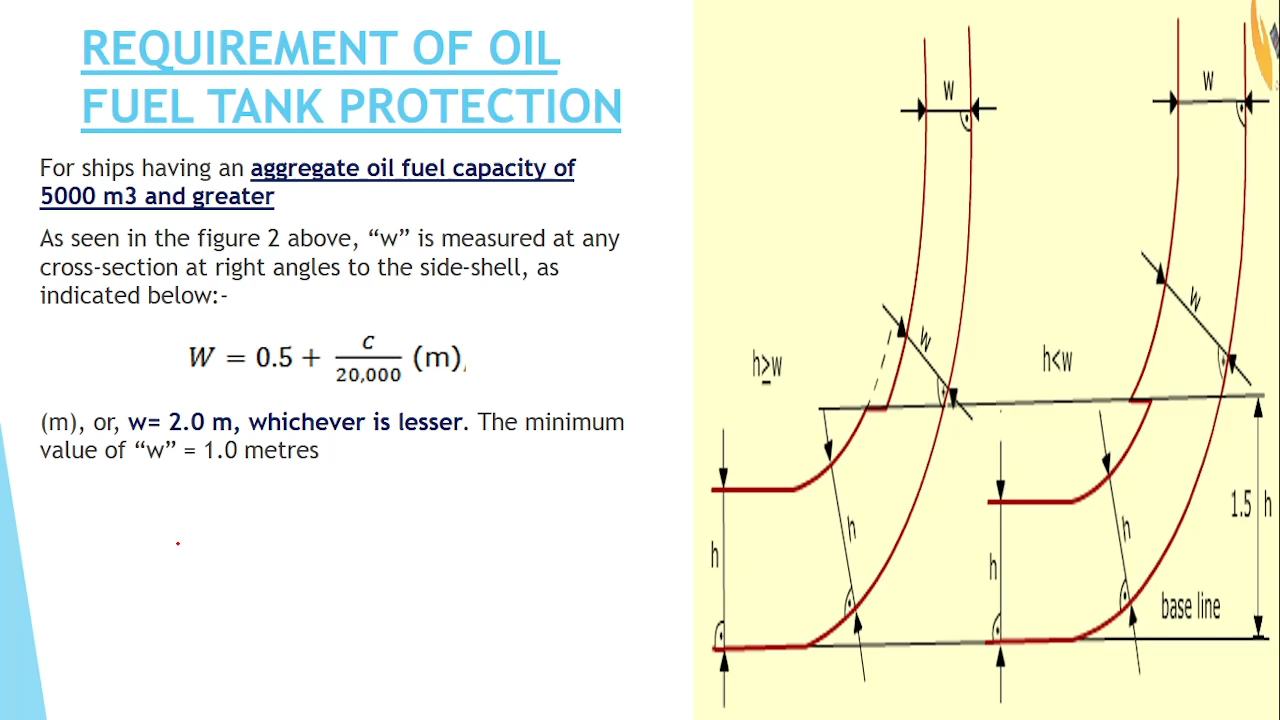 REQUIREMENT OF OIL
FUEL TANK PROTECTION
For ships having an aggregate oil fuel capacity of
5000 m3 and greater
As seen in the figure 2 above, “w” is measured at any
cross-section at right angles to the side-shell, as
indicated below:-
W = 0.5 + C / 20,000 (m),
(m), or, w= 2.0 m, whichever is lesser. The minimum
value of “w” = 1.0 metres
w
w
w
w
h≥w
h<w
h
h
h
h
1.5 h
base line